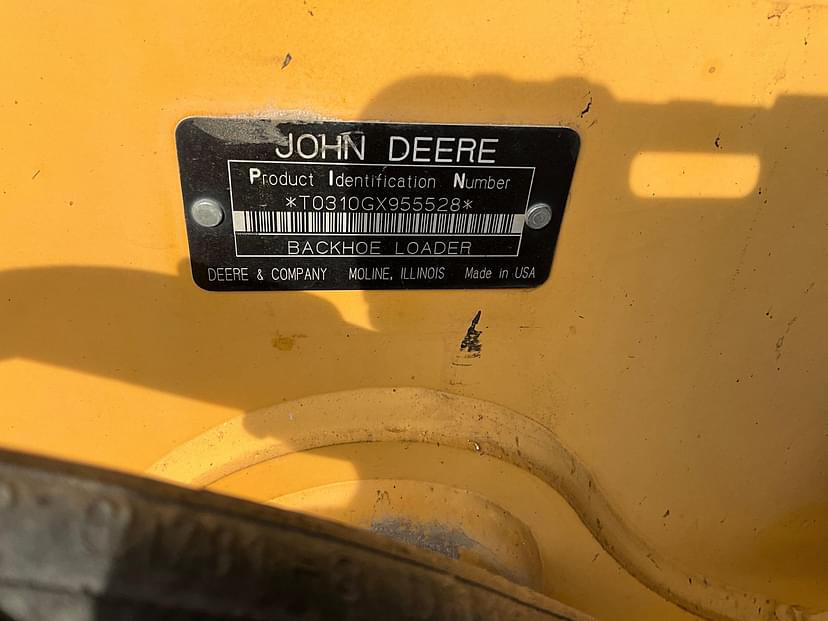 JOHN DEERE
Product Identification Number
*T0310GX955528*
BACKHOE LOADER
DEERE & COMPANY MOLINE, ILLINOIS Made in USA